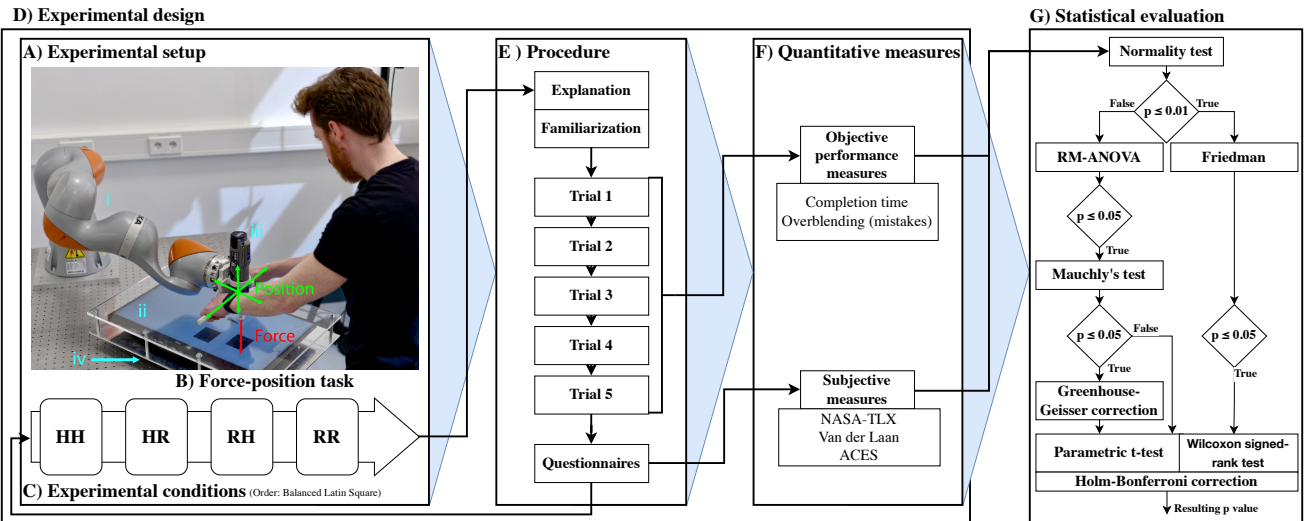 D) Experimental design
A) Experimental setup
i
iii
Position
ii
Force
iv
B) Force-position task
HH
HR
RH
RR
C) Experimental conditions (Order: Balanced Latin Square)
E ) Procedure
Explanation
Familiarization
Trial 1
Trial 2
Trial 3
Trial 4
Trial 5
Questionnaires
F) Quantitative measures
Objective
performance
measures
Completion time
Overblending (mistakes)
Subjective
measures
NASA-TLX
Van der Laan
ACES
G) Statistical evaluation
Normality test
False
True
p ≤ 0.01
RM-ANOVA
Friedman
p ≤ 0.05
True
Mauchly's test
p ≤ 0.05
False
True
p ≤ 0.05
True
Greenhouse-
Geisser correction
Parametric t-test
Wilcoxon signed-
rank test
Holm-Bonferroni correction
Resulting p value